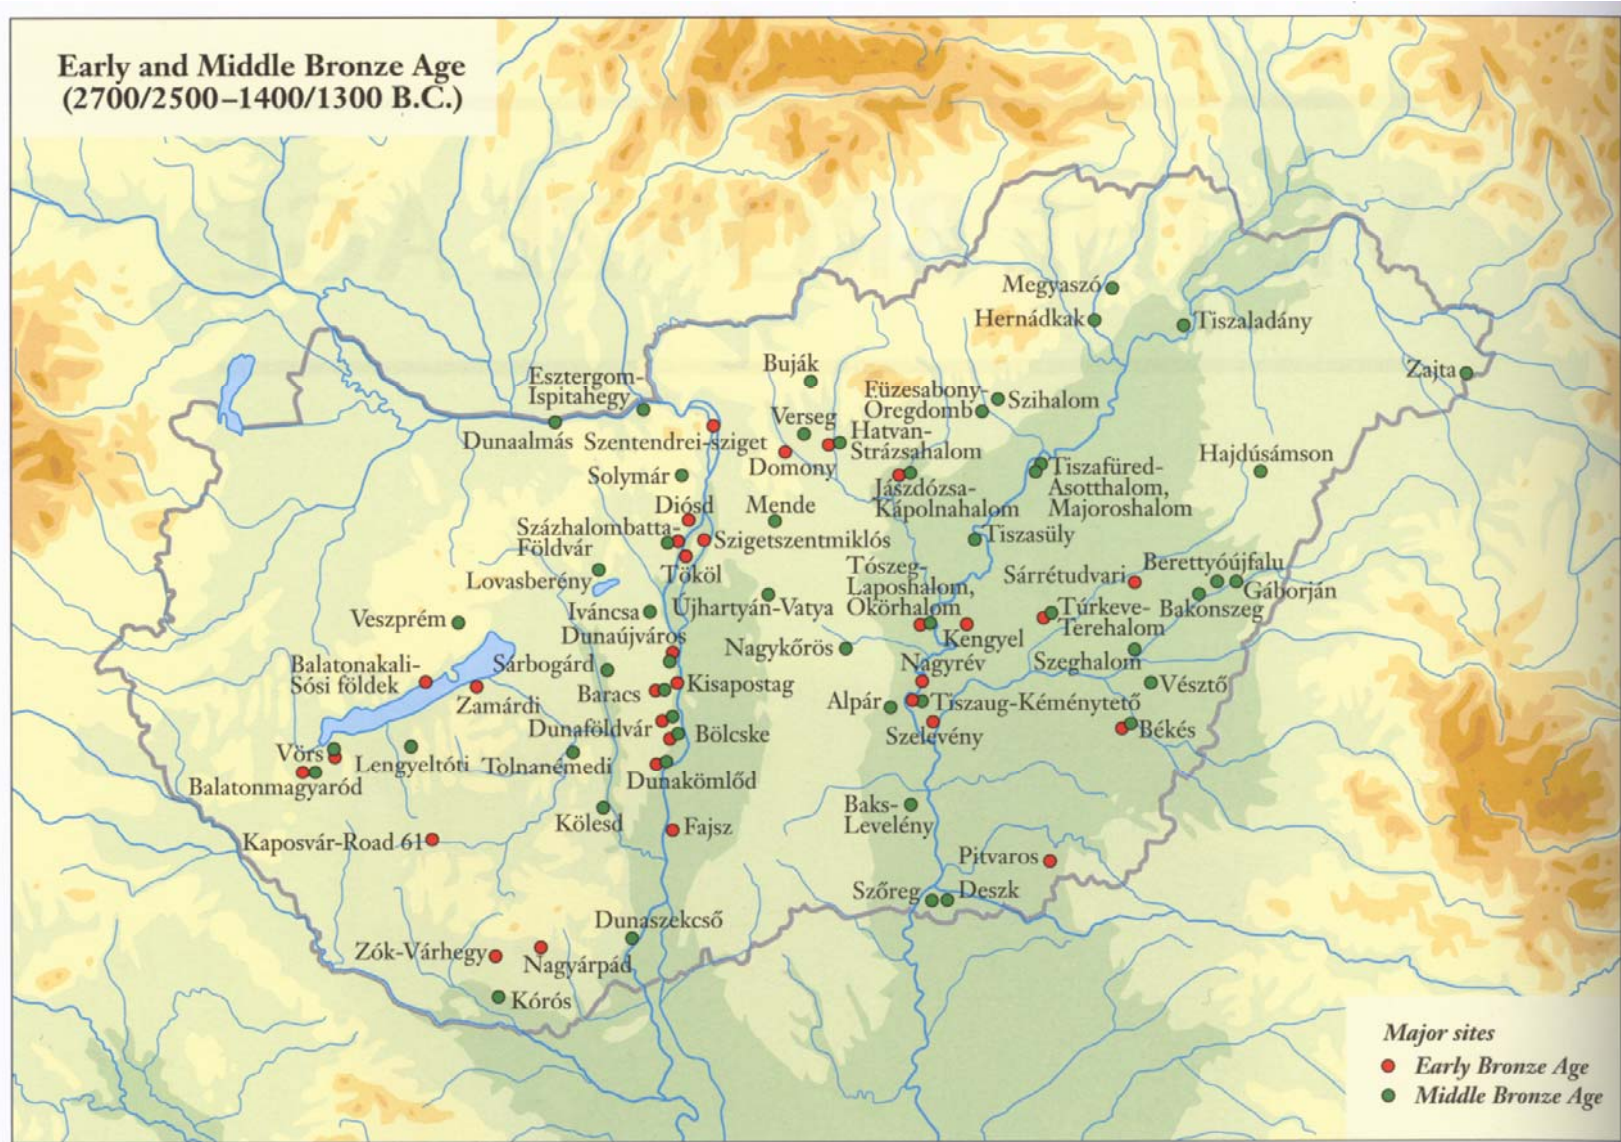 Early and Middle Bronze Age
(2700/2500–1400/1300 B.C.)
Megyaszó
Hernádkak
Tiszaladány
Zajta
Buják
Esztergom-
Ispitahegy
Füzesabony-
Öregdomb
Szihalom
Verseg
Dunaalmás
Szentendrei-sziget
Hatvan-
Strázsahalom
Domony
Hajdúsámson
Solymár
Tiszafüred-
Asotthalom,
Majoroshalom
Jászdózsa-
Kápolnahalom
Diósd
Mende
Százhalombatta-
Földvár
Szigetszentmiklós
Tiszasüly
Lovasberény
Tököl
Tószeg-
Laposhalom,
Ökörhalom
Sárrétudvari
Berettyóújfalu
Gáborján
Bakonszeg
Iváncsa
Újhartyán-Vatya
Túrkeve-
Terehalom
Veszprém
Dunaújváros
Kengyel
Nagykőrös
Nagyrév
Szeghalom
Balatonakali-
Sósi földek
Sárbogárd
Zamárdi
Baracs
Kisapostag
Vésztő
Alpár
Tiszaug-Kéménytető
Dunaföldvár
Bölcske
Szelevény
Békés
Vörs
Lengyeltóti
Tolnanémedi
Balatonmagyaród
Dunakömlőd
Kölesd
Fajsz
Baks-
Levelény
Kaposvár-Road 61
Pitvaros
Szőreg
Deszk
Dunaszekcső
Zók-Várhegy
Nagyárpád
Kórós
Major sites
Early Bronze Age
Middle Bronze Age